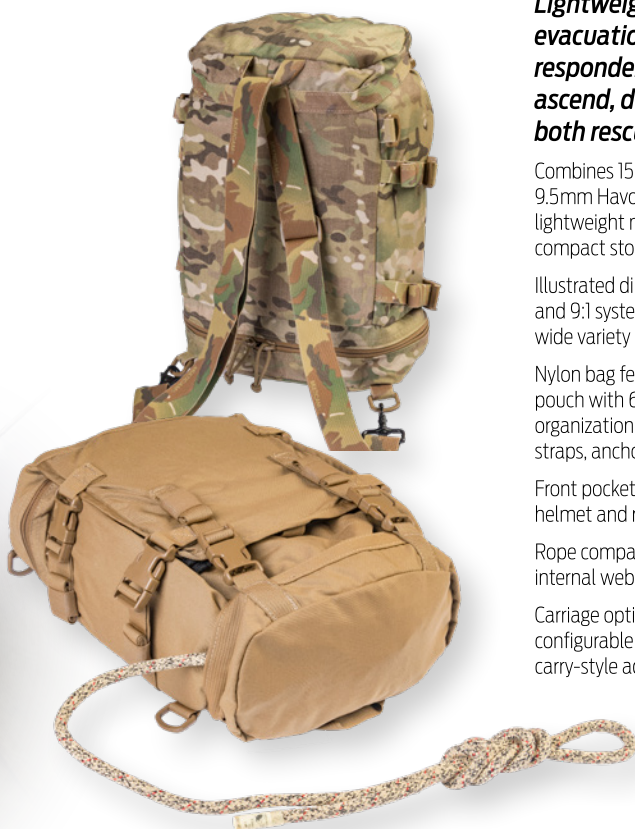 Lightweig
evacuatio
responde
ascend, d
both resc
Combines 15
9.5mm Havo
lightweight r
compact sto
Illustrated di
and 9:1 syste
wide variety
Nylon bag fe
pouch with 6
organization
straps, ancho
Front pocket
helmet and r
Rope compa
internal web
Carriage opti
configurable
carry-style ac